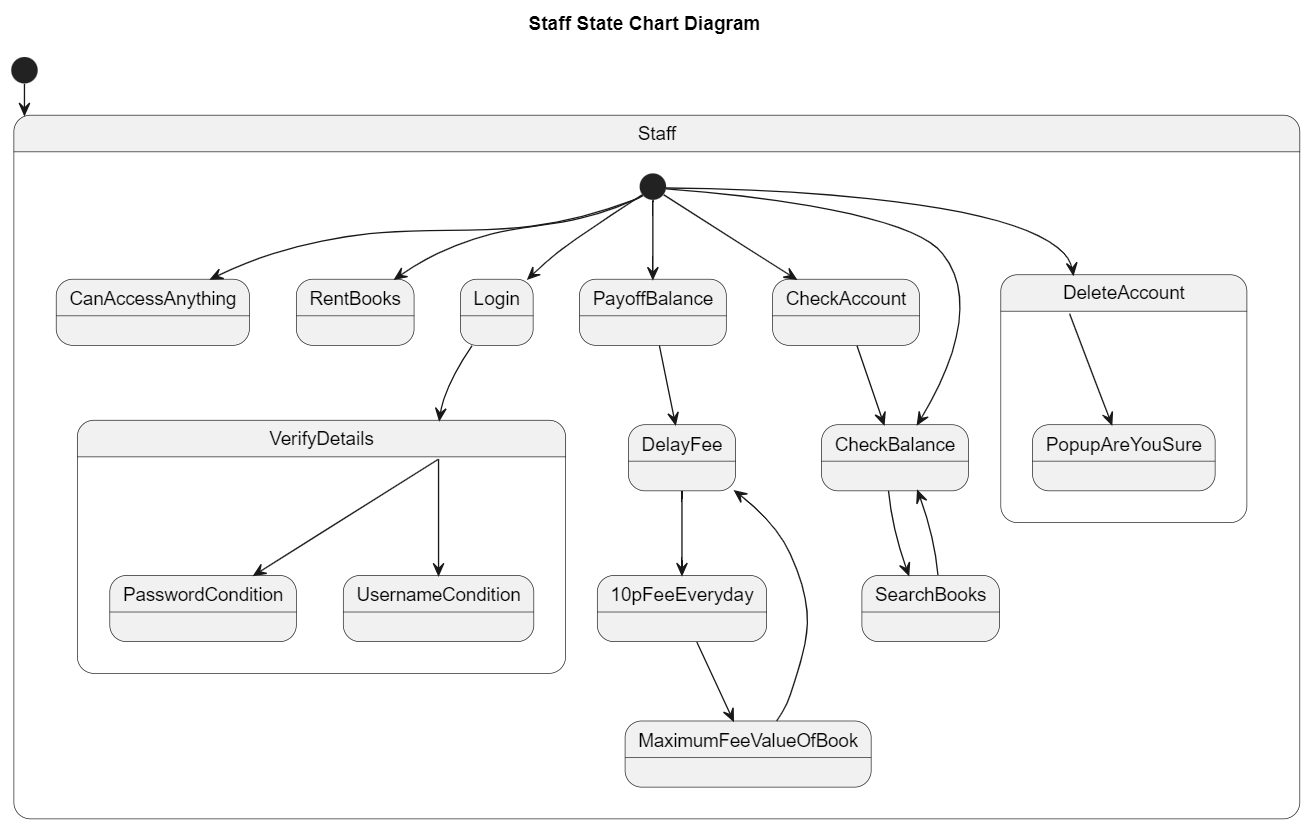 Staff State Chart Diagram
Staff
CanAccessAnything
RentBooks
Login
PayoffBalance
CheckAccount
DeleteAccount
VerifyDetails
DelayFee
CheckBalance
PopupAreYouSure
PasswordCondition
UsernameCondition
10pFeeEveryday
SearchBooks
MaximumFeeValueOfBook